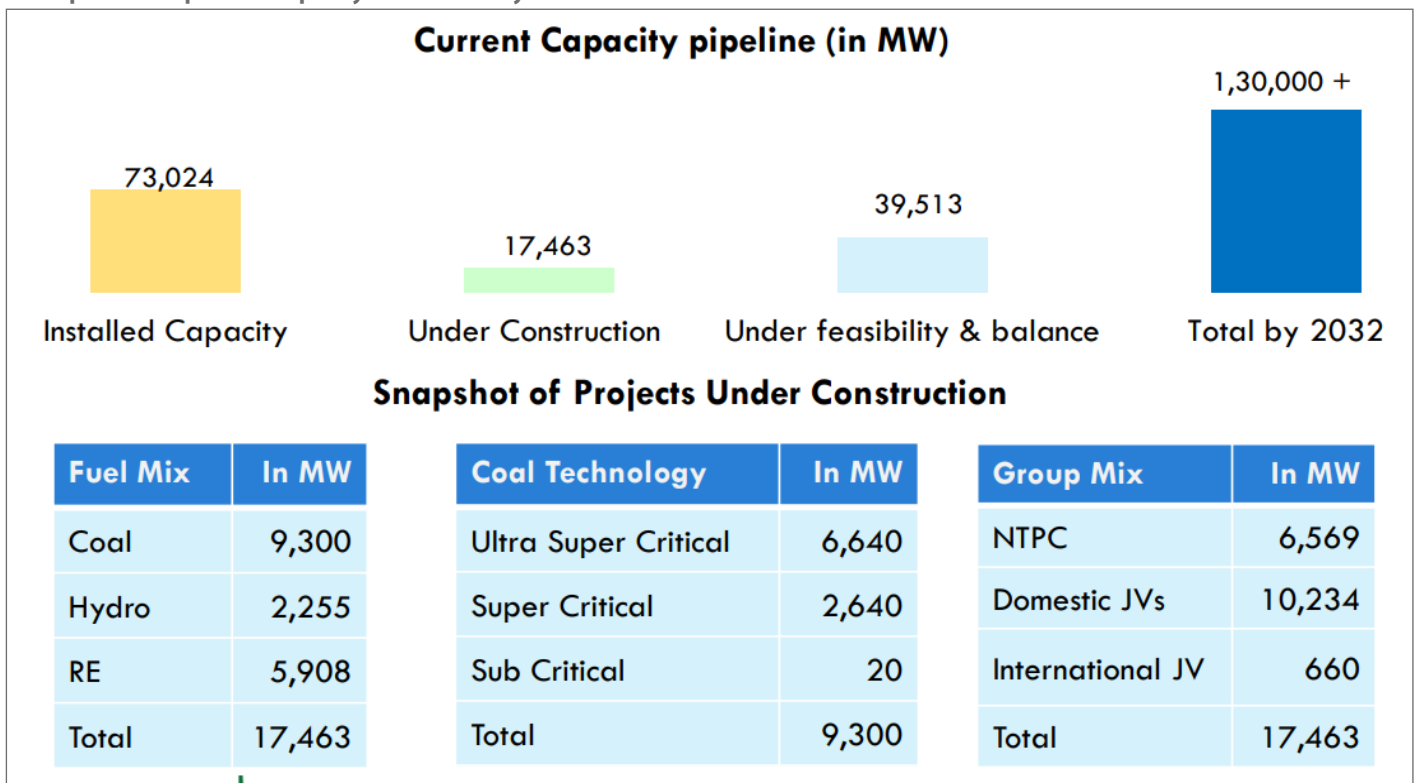 Current Capacity pipeline (in MW)
1,30,000 +
73,024
39,513
17,463
Installed Capacity
Under Construction
Under feasibility & balance
Total by 2032
Snapshot of Projects Under Construction
Fuel Mix In MW
Coal 9,300
Hydro 2,255
RE 5,908
Total 17,463
Coal Technology In MW
Ultra Super Critical 6,640
Super Critical 2,640
Sub Critical 20
Total 9,300
Group Mix In MW
NTPC 6,569
Domestic JVs 10,234
International JV 660
Total 17,463